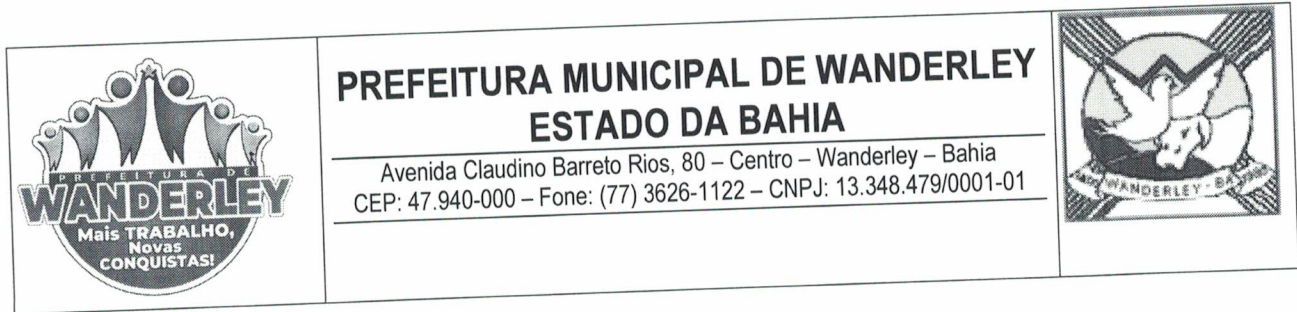 PREFEITURA DE
WANDERLEY
Mais TRABALHO,
Novas
CONQUISTAS!
PREFEITURA MUNICIPAL DE WANDERLEY
ESTADO DA BAHIA
Avenida Claudino Barreto Rios, 80 – Centro – Wanderley – Bahia
CEP: 47.940-000 – Fone: (77) 3626-1122 – CNPJ: 13.348.479/0001-01
WANDERLEY - BA